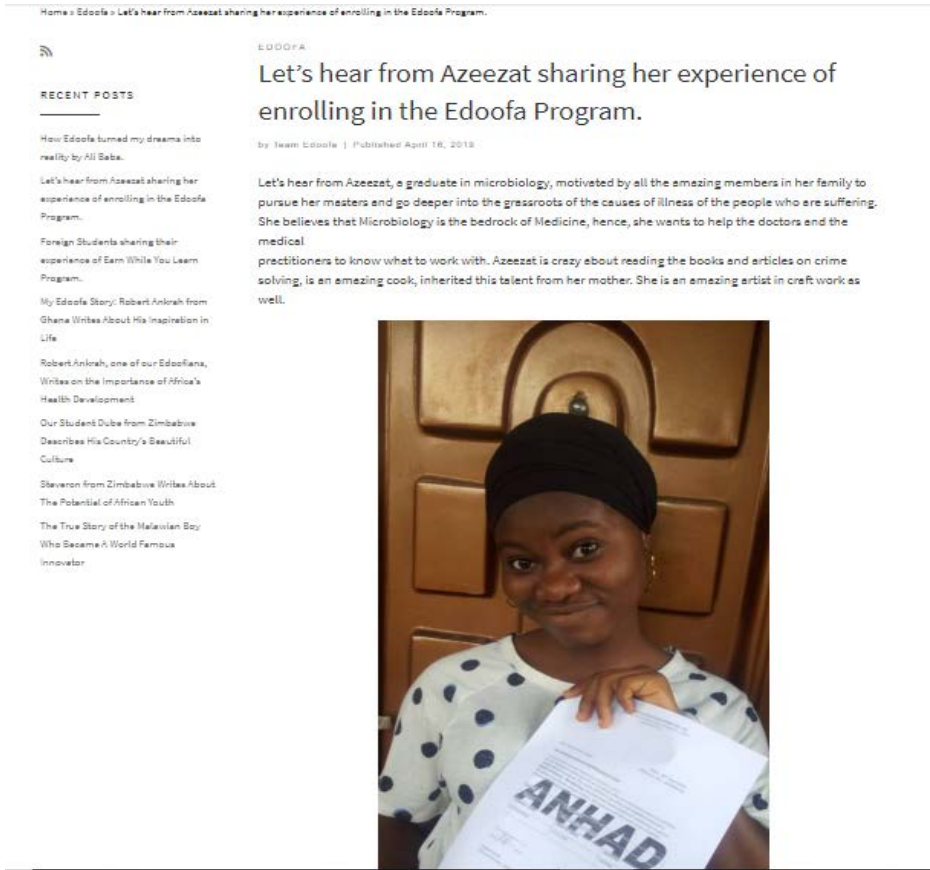 Home » Edoofa » Let's hear from Azeezat sharing her experience of enrolling in the Edoofa Program.
EDOOFA
Let's hear from Azeezat sharing her experience of
enrolling in the Edoofa Program.
by Team Edoofa | Published April 16, 2019
Let's hear from Azeezat, a graduate in microbiology, motivated by all the amazing members in her family to
pursue her masters and go deeper into the grassroots of the causes of illness of the people who are suffering.
She believes that Microbiology is the bedrock of Medicine, hence, she wants to help the doctors and the
medical
practitioners to know what to work with. Azeezat is crazy about reading the books and articles on crime
solving, is an amazing cook, inherited this talent from her mother. She is an amazing artist in craft work as
well.
RECENT POSTS
How Edoofa turned my dreams into
reality by Ali Baba.
Let's hear from Azeezat sharing her
experience of enrolling in the Edoofa
Program.
Foreign Students sharing their
experience of Earn While You Learn
Program.
My Edoofa Story: Robert Ankrah from
Ghana Writes About His Inspiration in
Life
Robert Ankrah, one of our Edoofians,
Writes on the Importance of Africa's
Health Development
Our Student Dube from Zimbabwe
Describes His Country's Beautiful
Culture
Steveron from Zimbabwe Writes About
The Potential of African Youth
The True Story of the Malawian Boy
Who Became A World Famous
Innovator
ANHAD